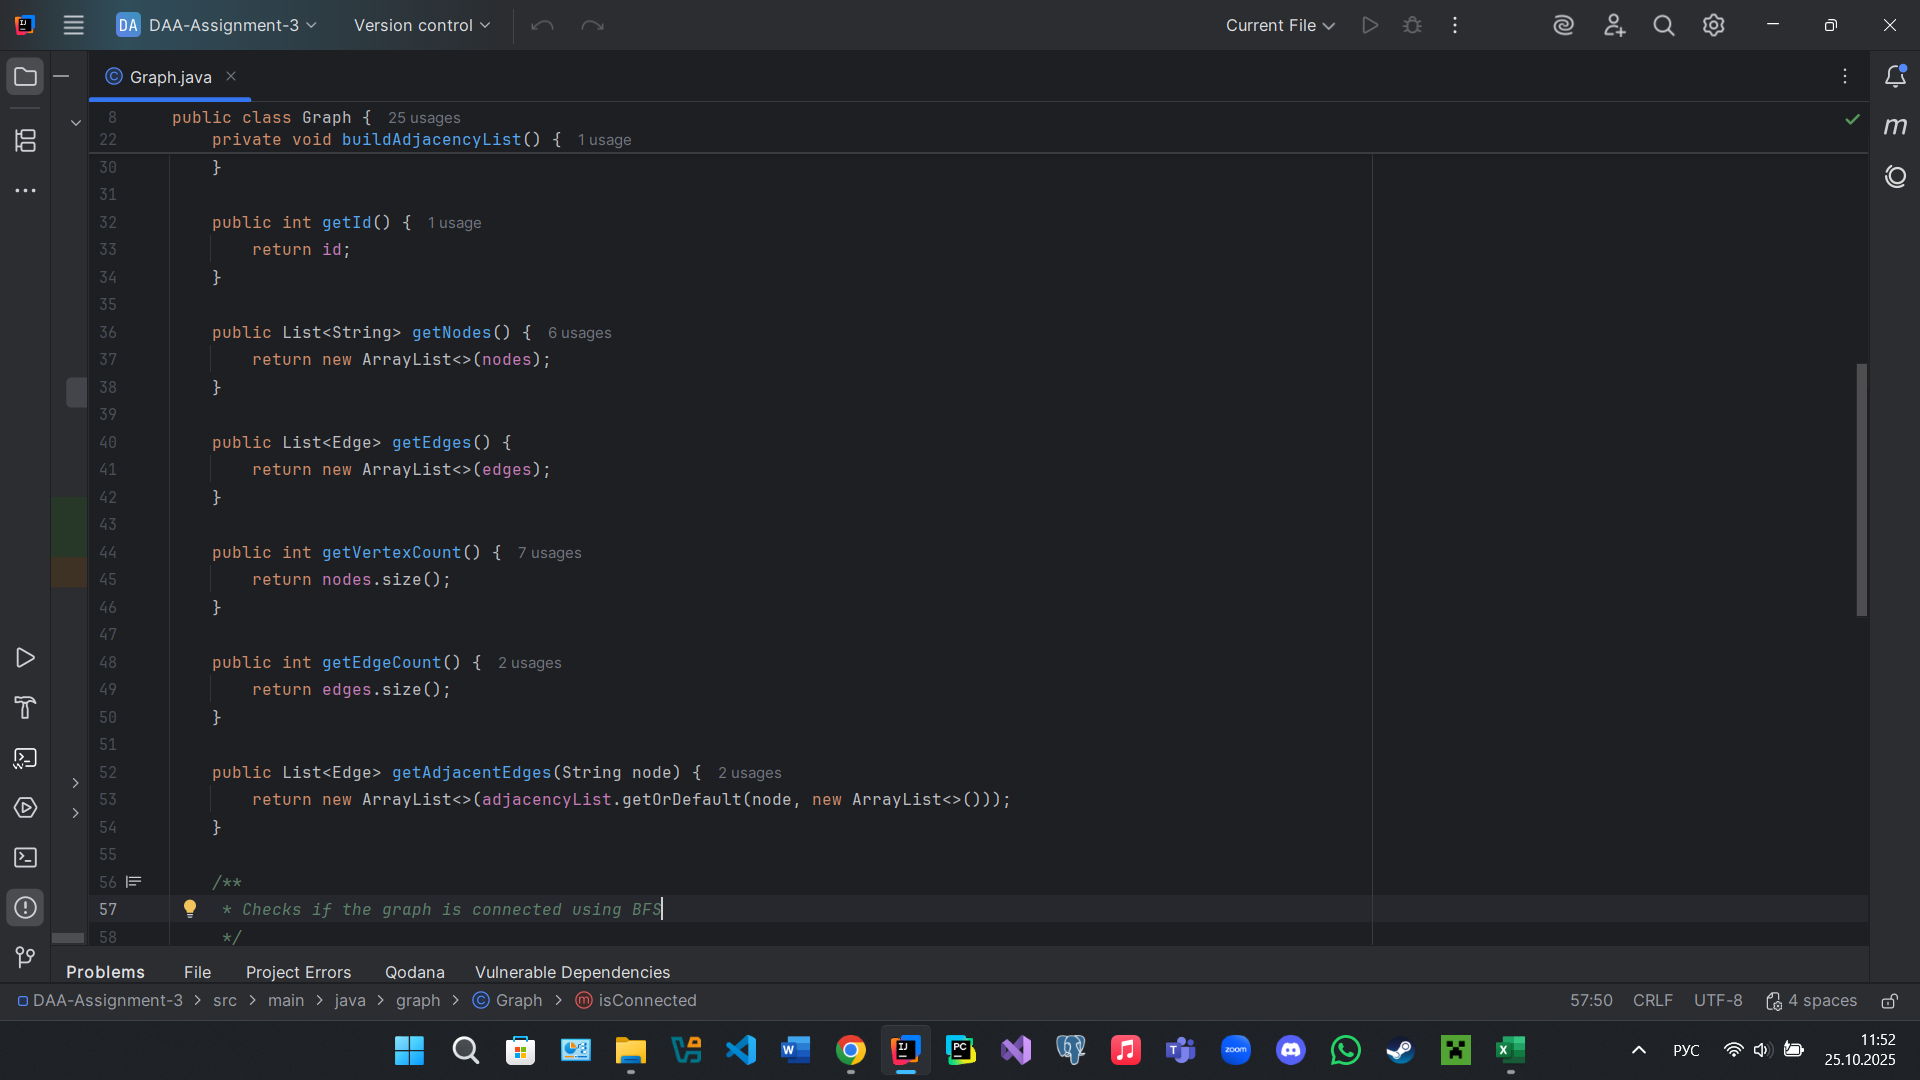 DA DAA-Assignment-3 Version control Current File
Graph.java
8 public class Graph { 25 usages
22 private void buildAdjacencyList() { 1 usage
30 }
31
32 public int getId() { 1 usage
33 return id;
34 }
35
36 public List<String> getNodes() { 6 usages
37 return new ArrayList<>(nodes);
38 }
39
40 public List<Edge> getEdges() {
41 return new ArrayList<>(edges);
42 }
43
44 public int getVertexCount() { 7 usages
45 return nodes.size();
46 }
47
48 public int getEdgeCount() { 2 usages
49 return edges.size();
50 }
51
52 public List<Edge> getAdjacentEdges(String node) { 2 usages
53 return new ArrayList<>(adjacencyList.getOrDefault(node, new ArrayList<>()));
54 }
55
56 /**
57 * Checks if the graph is connected using BFS
58 */
Problems File Project Errors Qodana Vulnerable Dependencies
DAA-Assignment-3 > src > main > java > graph > Graph > isConnected 57:50 CRLF UTF-8 4 spaces
РУС 11:52
25.10.2025